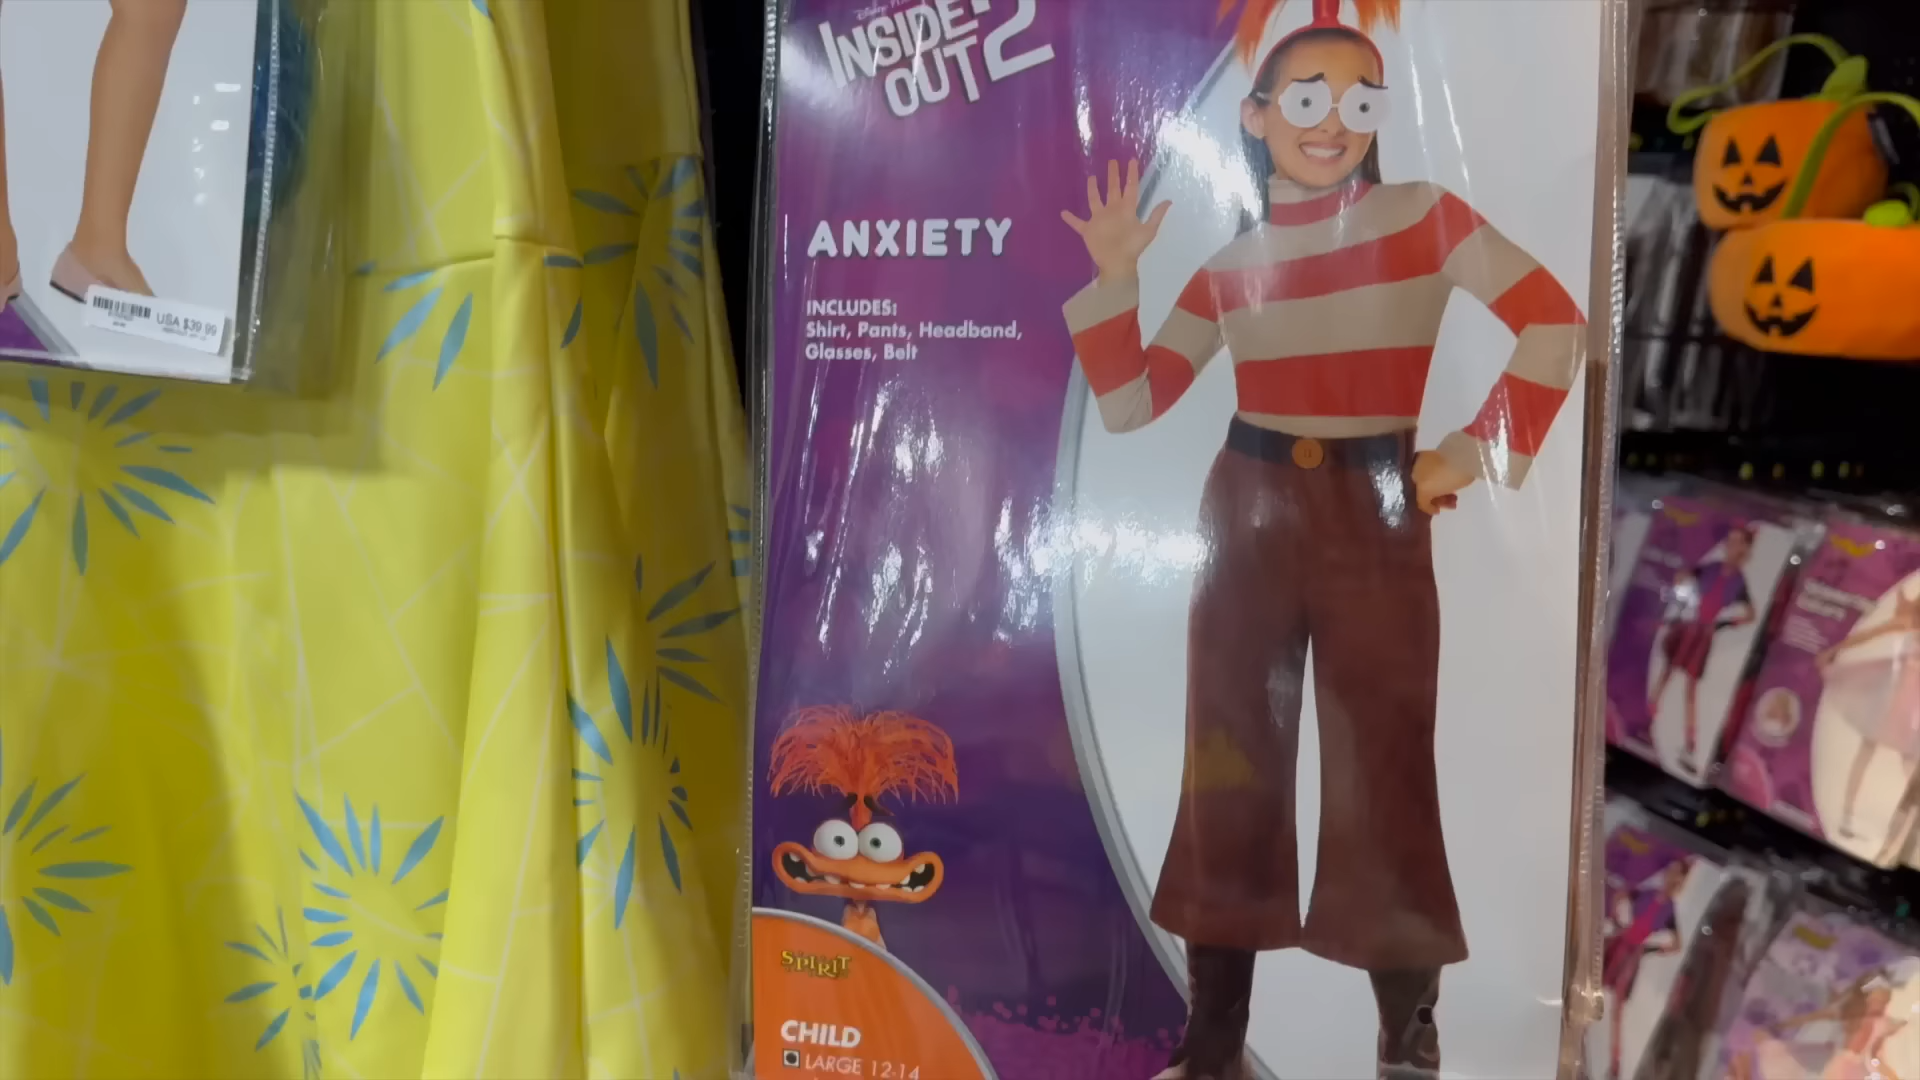 INSIDE
OUT 2
ANXIETY
INCLUDES:
Shirt, Pants, Headband,
Glasses, Belt
USA $39.99
SPIRIT
CHILD
LARGE 12-14